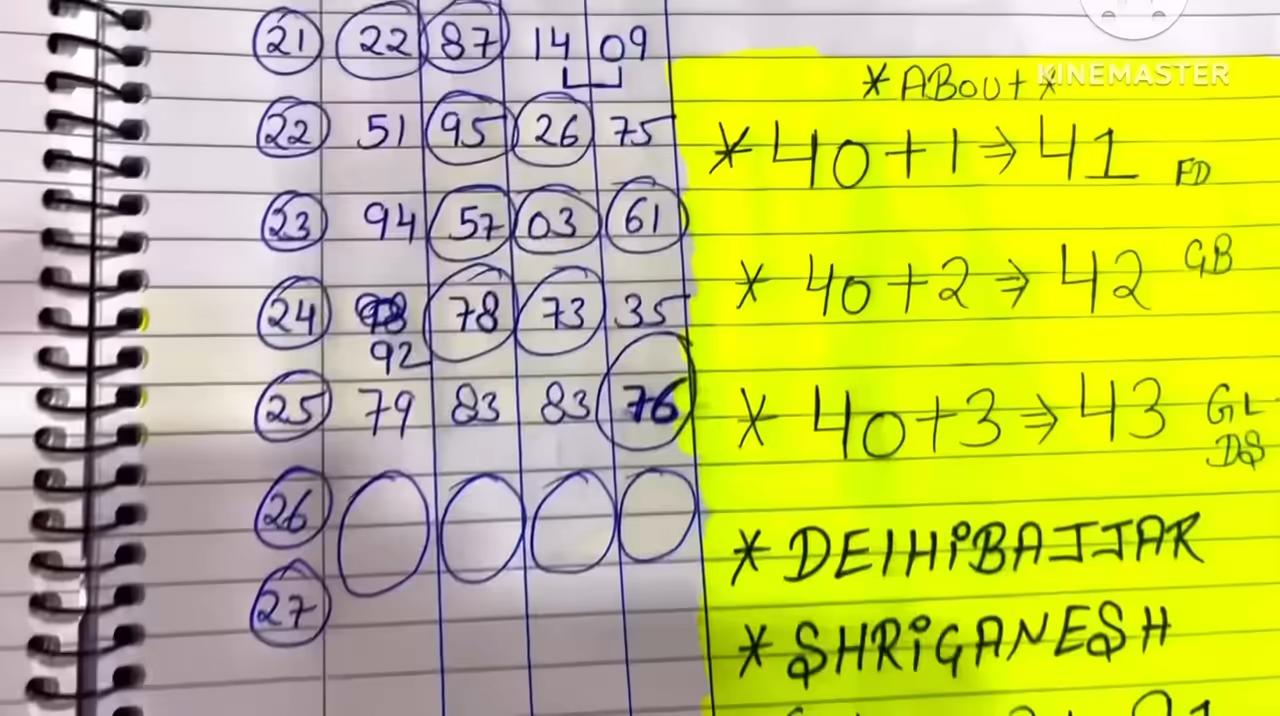 21 22 87 14 09
22 51 95 26 75
23 94 57 03 61
24 78 73 35
92
25 79 83 83 76
26
27
KINEMASTER
*ABOUT*
* 40+1⇒41 FD
* 40+2⇒42 GB
* 40+3⇒43 GL
DS
* DElHiBAJJAR
* SHRiGANESH